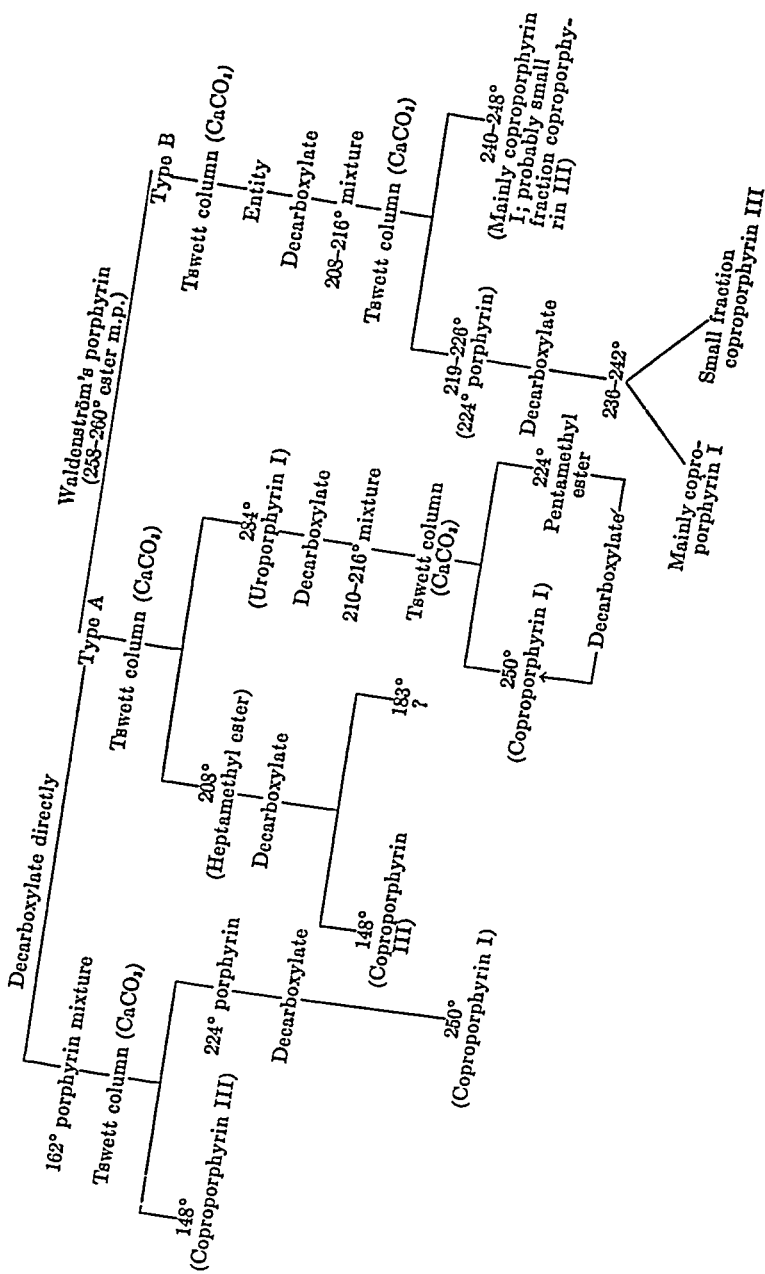 Waldenström's porphyrin
(258–260° ester m.p.)
Decarboxylate directly
162° porphyrin mixture
Tswett column (CaCO₃)
148°
(Coproporphyrin III)
224° porphyrin
Decarboxylate
250°
(Coproporphyrin I)
Type A
Tswett column (CaCO₃)
208°
(Heptamethyl ester)
Decarboxylate
148°
(Coproporphyrin
III)
183°
?
284°
(Uroporphyrin I)
Decarboxylate
210–216° mixture
Tswett column
(CaCO₃)
250°
(Coproporphyrin I)
224°
Pentamethyl
ester
Decarboxylate
Type B
Tswett column (CaCO₃)
Entity
Decarboxylate
208–216° mixture
Tswett column (CaCO₃)
219–226°
(224° porphyrin)
Decarboxylate
236–242°
Mainly copro-
porphyrin I
Small fraction
coproporphyrin III
240–248°
(Mainly coproporphyrin
I; probably small
fraction coproporphy-
rin III)